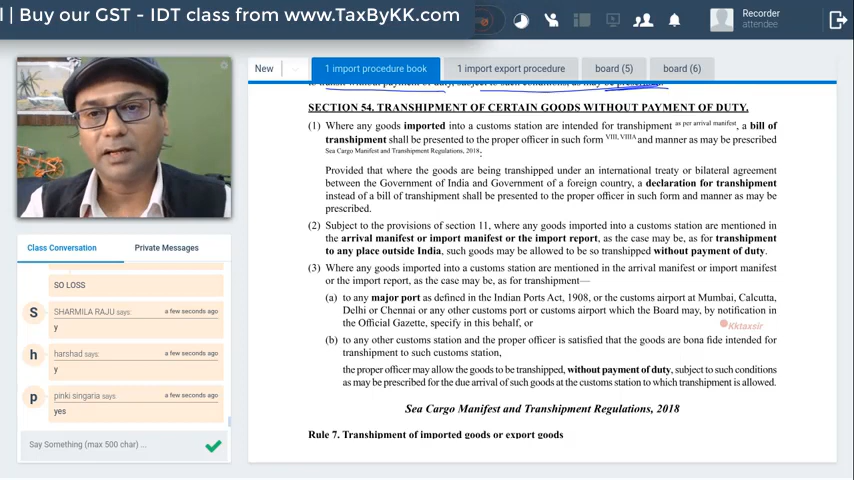 | Buy our GST - IDT class from www.TaxByKK.com
Recorder
attendee
New
1 import procedure book
1 import export procedure
board (5)
board (6)
to transit without payment of duty, subject to such conditions, as may be prescribed.
SECTION 54. TRANSHIPMENT OF CERTAIN GOODS WITHOUT PAYMENT OF DUTY.
(1) Where any goods imported into a customs station are intended for transhipment as per arrival manifest, a bill of
transhipment shall be presented to the proper officer in such form VIII, VIIIA and manner as may be prescribed
Sea Cargo Manifest and Transhipment Regulations, 2018.:
Provided that where the goods are being transhipped under an international treaty or bilateral agreement
between the Government of India and Government of a foreign country, a declaration for transhipment
instead of a bill of transhipment shall be presented to the proper officer in such form and manner as may be
prescribed.
(2) Subject to the provisions of section 11, where any goods imported into a customs station are mentioned in
the arrival manifest or import manifest or the import report, as the case may be, as for transhipment
to any place outside India, such goods may be allowed to be so transhipped without payment of duty.
(3) Where any goods imported into a customs station are mentioned in the arrival manifest or import manifest
or the import report, as the case may be, as for transhipment—
(a) to any major port as defined in the Indian Ports Act, 1908, or the customs airport at Mumbai, Calcutta,
Delhi or Chennai or any other customs port or customs airport which the Board may, by notification in
the Official Gazette, specify in this behalf, or
Kktaxsir
(b) to any other customs station and the proper officer is satisfied that the goods are bona fide intended for
transhipment to such customs station,
the proper officer may allow the goods to be transhipped, without payment of duty, subject to such conditions
as may be prescribed for the due arrival of such goods at the customs station to which transhipment is allowed.
Sea Cargo Manifest and Transhipment Regulations, 2018
Rule 7. Transhipment of imported goods or export goods
Class Conversation
Private Messages
SO LOSS
S
SHARMILA RAJU says:
a few seconds ago
y
h
harshad says:
a few seconds ago
y
p
pinki singaria says:
a few seconds ago
yes
Say Something (max 500 char) ...